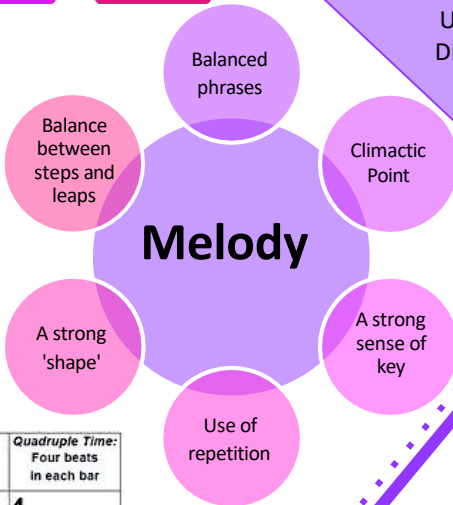 U
Di
Balanced
phrases
Balance
between
steps and
leaps
Climactic
Point
Melody
A strong
'shape'
A strong
sense of
key
Use of
repetition
Quadruple Time:
Four beats
in each bar
4